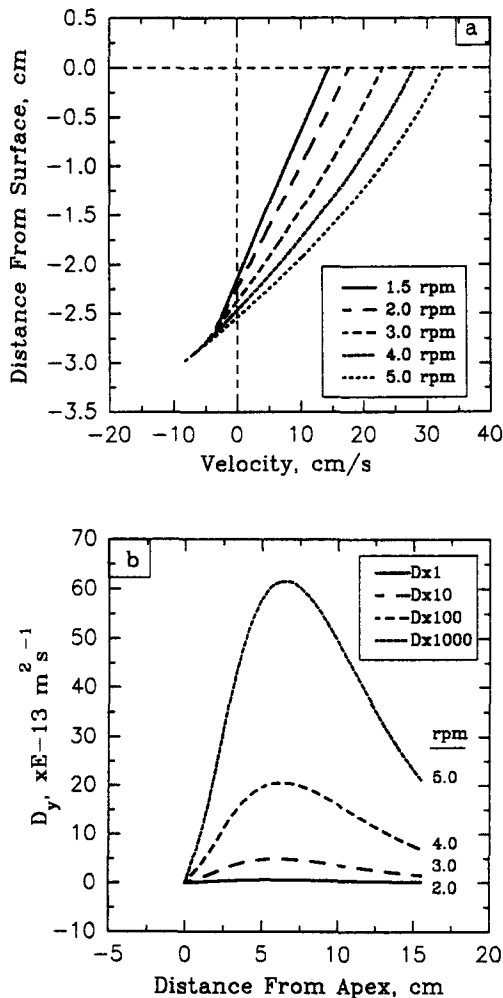 a
0.5
0.0
-0.5
-1.0
-1.5
-2.0
-2.5
-3.0
-3.5
Distance From Surface, cm
1.5 rpm
2.0 rpm
3.0 rpm
4.0 rpm
5.0 rpm
-20 -10 0 10 20 30 40
Velocity, cm/s
b
70
60
50
40
30
20
10
0
-10
D_y, xE-13 m^2 s^-1
Dx1
Dx10
Dx100
Dx1000
rpm
5.0
4.0
3.0
2.0
-5 0 5 10 15 20
Distance From Apex, cm